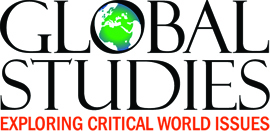 GLOBAL
STUDIES
EXPLORING CRITICAL WORLD ISSUES